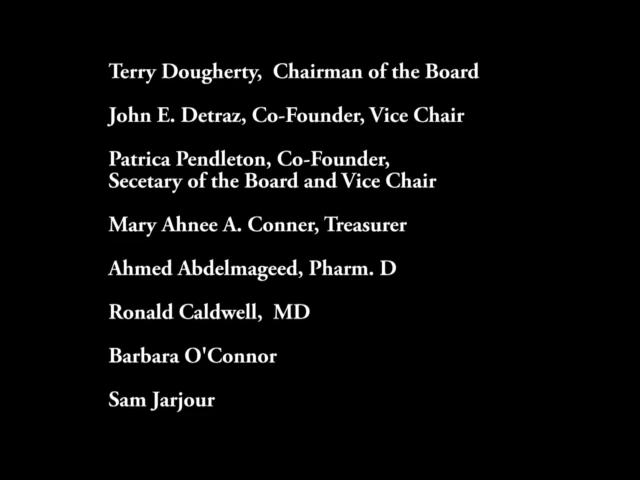 Terry Dougherty,  Chairman of the Board
John E. Detraz, Co-Founder, Vice Chair
Patrica Pendleton, Co-Founder,
Secetary of the Board and Vice Chair
Mary Ahnee A. Conner, Treasurer
Ahmed Abdelmageed, Pharm. D
Ronald Caldwell,  MD
Barbara O'Connor
Sam Jarjour